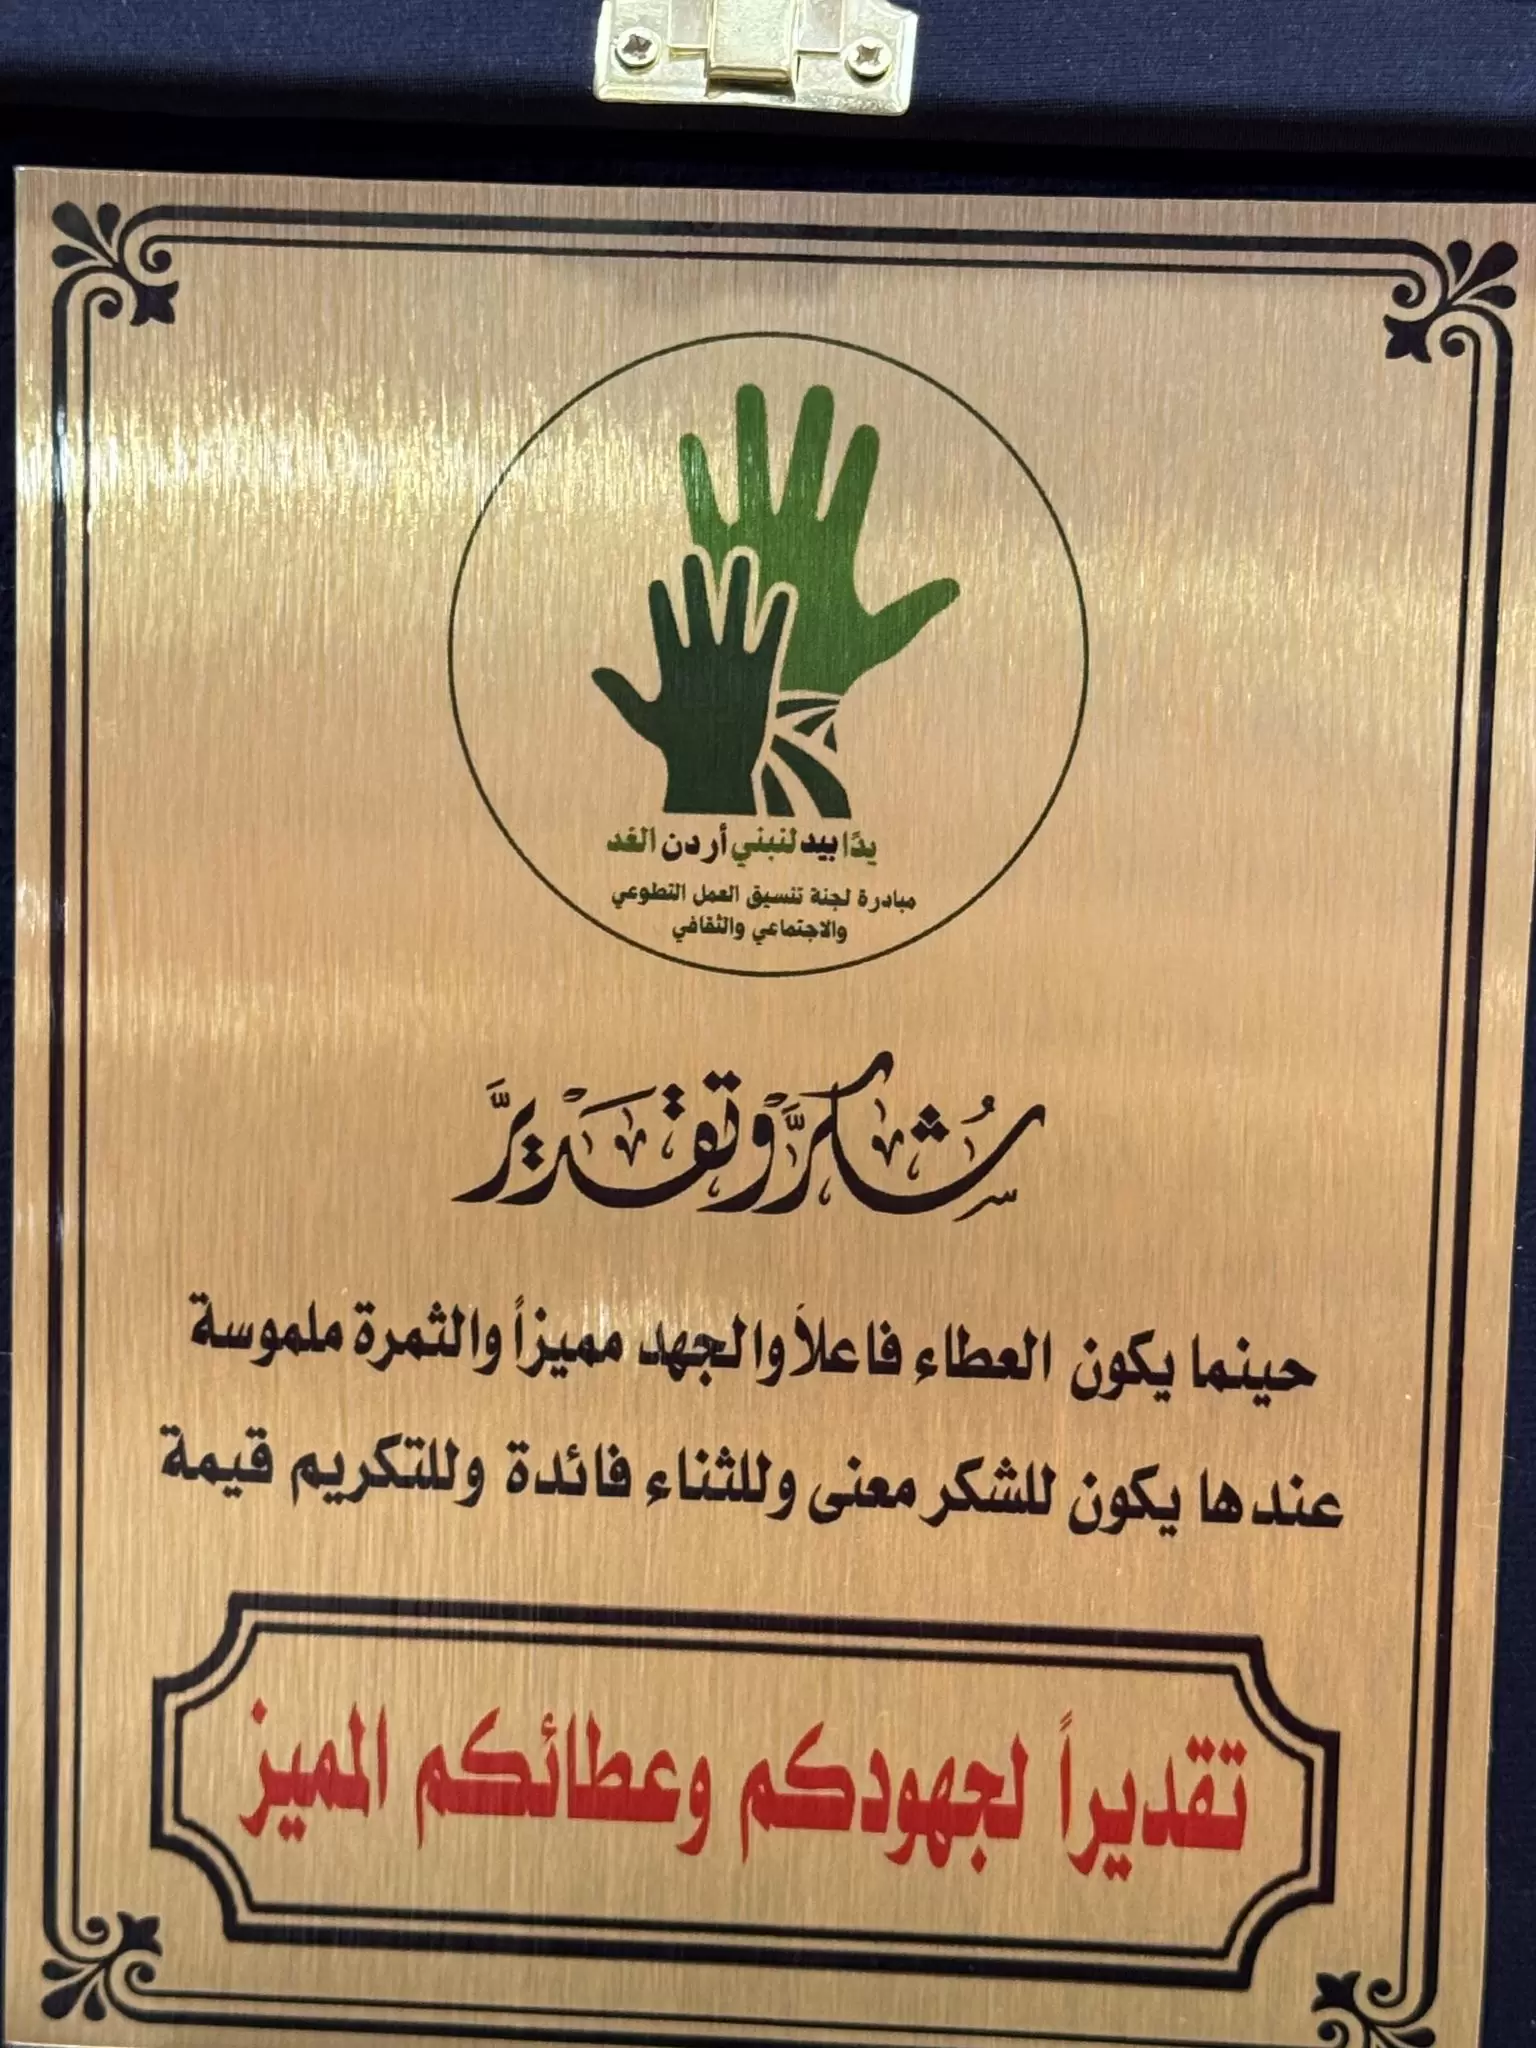 يدًا بيد لنبني أردن الغد
مبادرة لجنة تنسيق العمل التطوعي
والاجتماعي والثقافي
شُكرٌ وتقديرٌ
حينما يكون العطاء فاعلاً والجهد مميزاً والثمرة ملموسة
عندها يكون للشكر معنى وللثناء فائدة وللتكريم قيمة
تقديراً لجهودكم وعطائكم المميز